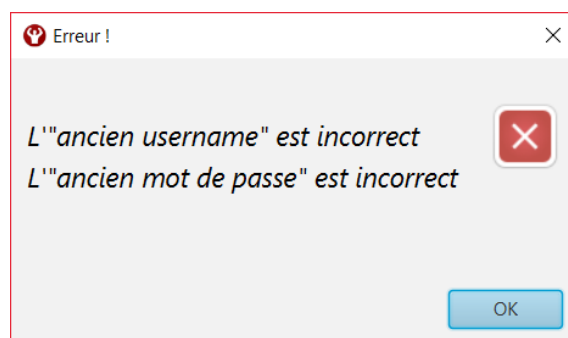 Erreur !
L'"ancien username" est incorrect
L'"ancien mot de passe" est incorrect
OK